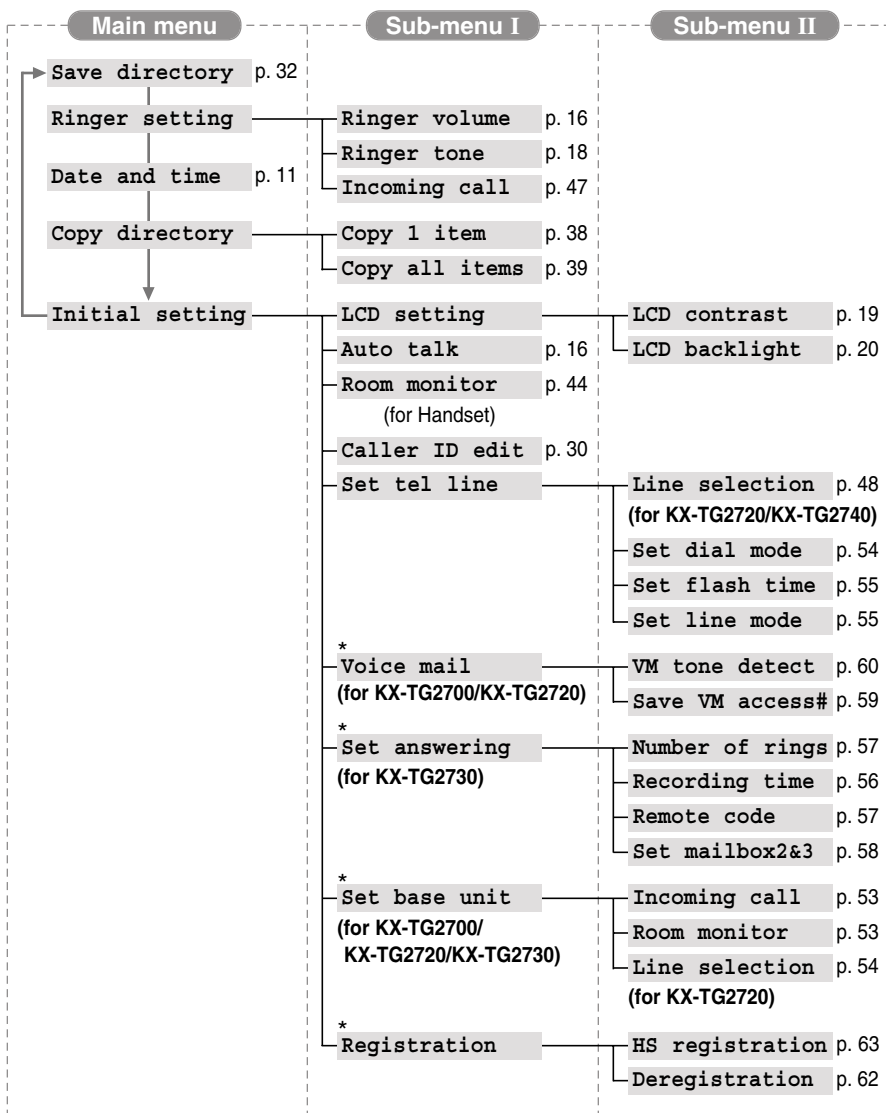 Main menu Sub-menu I Sub-menu II
Save directory p. 32
Ringer setting Ringer volume p. 16
Ringer tone p. 18
Date and time p. 11
Incoming call p. 47
Copy directory Copy 1 item p. 38
Copy all items p. 39
Initial setting LCD setting LCD contrast p. 19
Auto talk p. 16 LCD backlight p. 20
Room monitor p. 44
(for Handset)
Caller ID edit p. 30
Set tel line Line selection p. 48
(for KX-TG2720/KX-TG2740)
Set dial mode p. 54
Set flash time p. 55
Set line mode p. 55
*
Voice mail VM tone detect p. 60
(for KX-TG2700/KX-TG2720) Save VM access# p. 59
*
Set answering Number of rings p. 57
(for KX-TG2730) Recording time p. 56
Remote code p. 57
Set mailbox2&3 p. 58
*
Set base unit Incoming call p. 53
(for KX-TG2700/ Room monitor p. 53
KX-TG2720/KX-TG2730) Line selection p. 54
(for KX-TG2720)
*
Registration HS registration p. 63
Deregistration p. 62